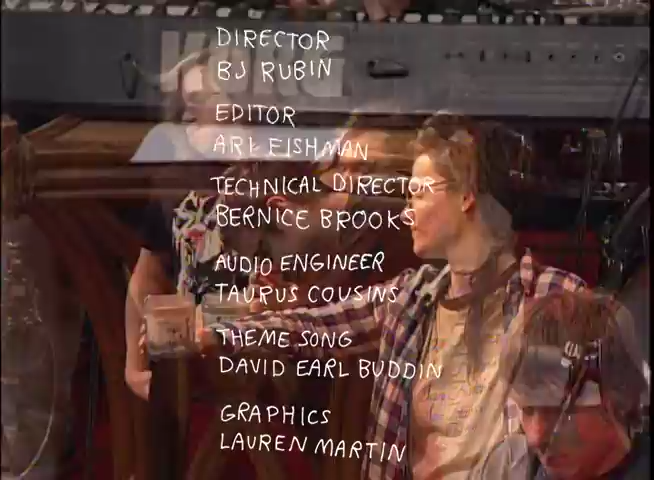 KORG
DIRECTOR
BJ RUBIN
EDITOR
ARI FISHMAN
TECHNICAL DIRECTOR
BERNICE BROOKS
AUDIO ENGINEER
TAURUS COUSINS
THEME SONG
DAVID EARL BUDDIN
GRAPHICS
LAUREN MARTIN